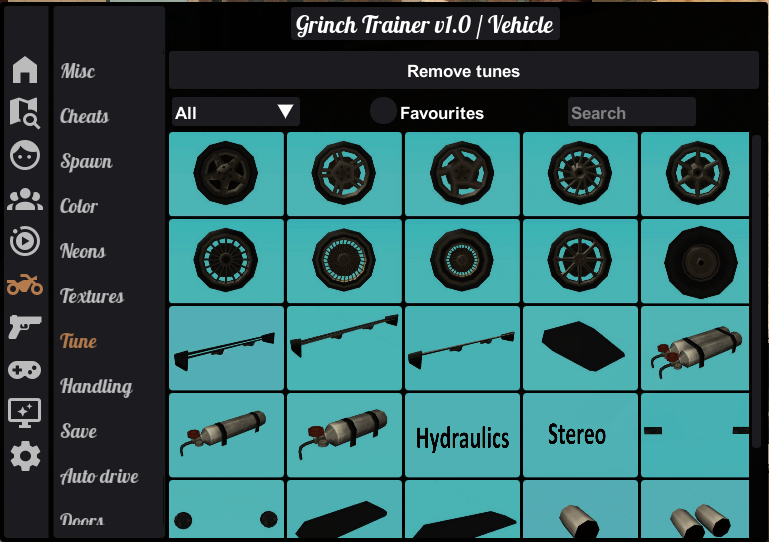 Grinch Trainer v1.0 / Vehicle
Misc
Cheats
Spawn
Color
Neons
Textures
Tune
Handling
Save
Auto drive
Doors
Remove tunes
All
Favourites
Search
Hydraulics
Stereo